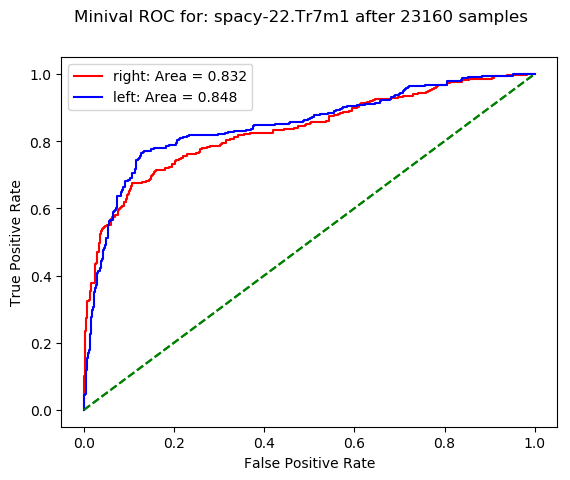 Minival ROC for: spacy-22.Tr7m1 after 23160 samples
right: Area = 0.832
left: Area = 0.848
True Positive Rate
1.0
0.8
0.6
0.4
0.2
0.0
0.0 0.2 0.4 0.6 0.8 1.0
False Positive Rate